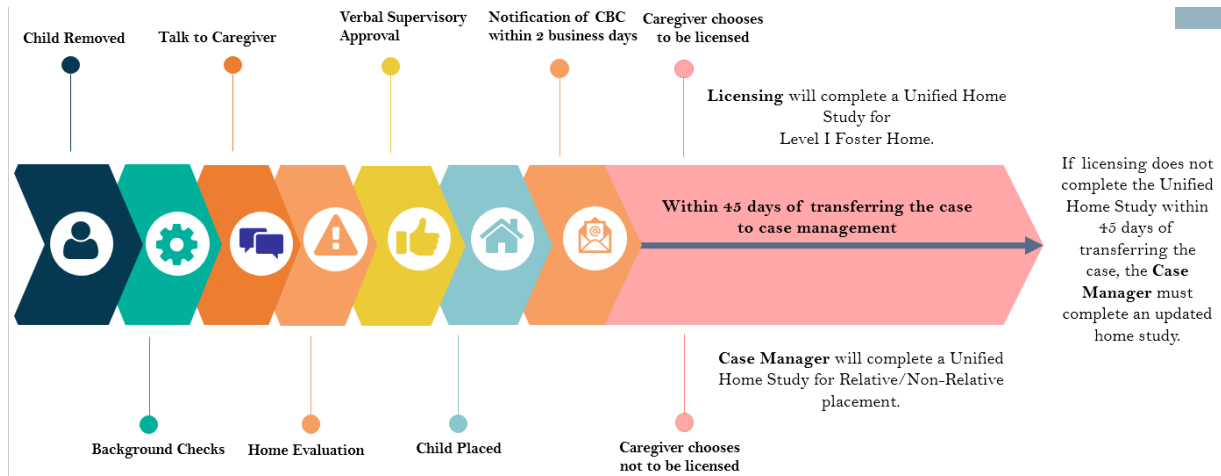 Child Removed
Talk to Caregiver
Verbal Supervisory
Approval
Notification of CBC
within 2 business days
Caregiver chooses
to be licensed
Licensing will complete a Unified Home
Study for
Level I Foster Home.
@
Within 45 days of transferring the case
to case management
If licensing does not
complete the Unified
Home Study within
45 days of
transferring the
case, the Case
Manager must
complete an updated
home study.
Case Manager will complete a Unified
Home Study for Relative/Non-Relative
placement.
Background Checks
Home Evaluation
Child Placed
Caregiver chooses
not to be licensed